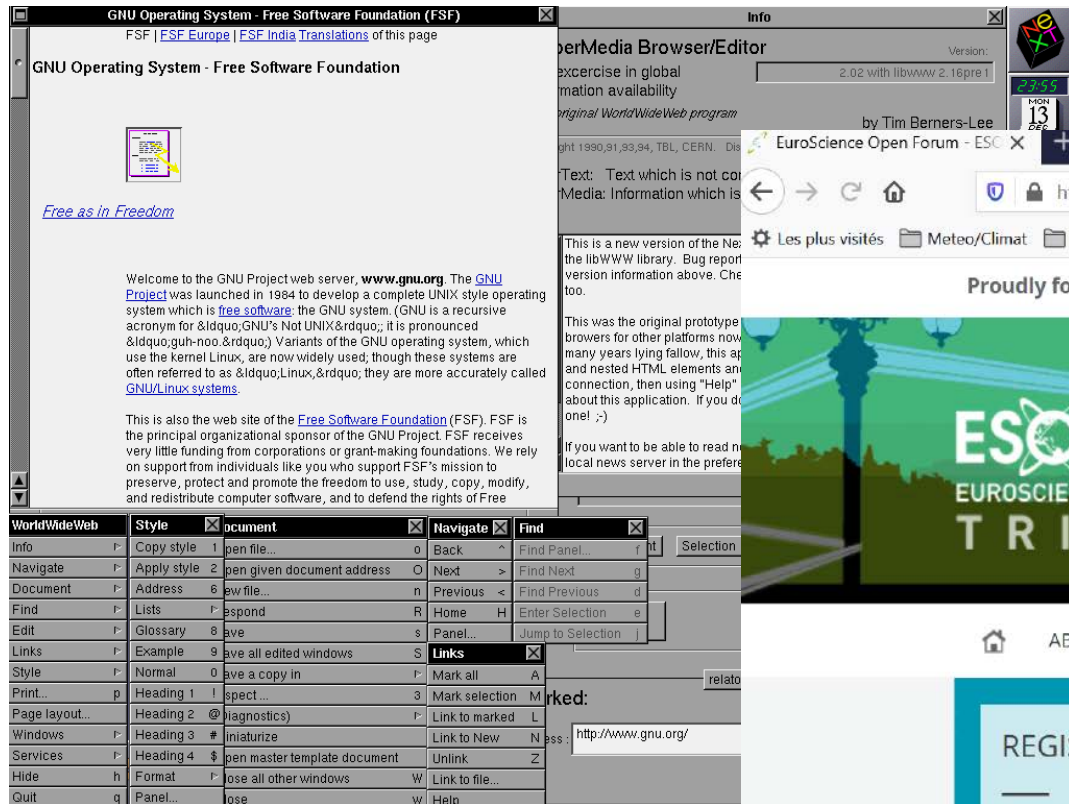 GNU Operating System - Free Software Foundation (FSF)
FSF | FSF Europe | FSF India Translations of this page
GNU Operating System - Free Software Foundation
Free as in Freedom
Welcome to the GNU Project web server, www.gnu.org. The GNU
Project was launched in 1984 to develop a complete UNIX style operating
system which is free software: the GNU system. (GNU is a recursive
acronym for &ldquo;GNU's Not UNIX&rdquo;; it is pronounced
&ldquo;guh-noo.&rdquo;) Variants of the GNU operating system, which
use the kernel Linux, are now widely used; though these systems are
often referred to as &ldquo;Linux,&rdquo; they are more accurately called
GNU/Linux systems.
This is also the web site of the Free Software Foundation (FSF). FSF is
the principal organizational sponsor of the GNU Project. FSF receives
very little funding from corporations or grant-making foundations. We rely
on support from individuals like you who support FSF's mission to
preserve, protect and promote the freedom to use, study, copy, modify,
and redistribute computer software, and to defend the rights of Free
Info
perMedia Browser/Editor
Version:
excercise in global
2.02 with libwww 2.16pre1
mation availability
original WorldWideWeb program
by Tim Berners-Lee
ght 1990,91,93,94, TBL, CERN. Dis
rText: Text which is not con
rMedia: Information which is
This is a new version of the Ne
the libWWW library. Bug report
version information above. Che
too.
This was the original prototype
browers for other platforms now
many years lying fallow, this ap
and nested HTML elements and
connection, then using "Help"
about this application. If you do
one! ;-)
If you want to be able to read ne
local news server in the prefere
NeXT
23:55
MON
13
DEC
EuroScience Open Forum - ESO
Les plus visités
Meteo/Climat
Proudly fo
ESO
EUROSCIE
TRI
AB
REGIS
WorldWideWeb
Info
Navigate
Document
Find
Edit
Links
Style
Print... p
Page layout...
Windows
Services
Hide h
Quit q
Style
Copy style 1
Apply style 2
Address 6
Lists
Glossary 8
Example 9
Normal 0
Heading 1 !
Heading 2 @
Heading 3 #
Heading 4 $
Format
Panel...
ocument
pen file... o
pen given document address O
ew file... n
espond R
ave s
ave all edited windows S
ave a copy in
spect ... 3
iagnostics)
iniaturize
pen master template document
lose all other windows W
lose w
Navigate
Back ^
Next >
Previous <
Home H
Panel...
Find
Find Panel... f
Find Next g
Find Previous d
Enter Selection e
Jump to Selection j
Links
Mark all A
Mark selection M
Link to marked L
Link to New N
Unlink Z
Link to file...
Help
nt
Selection
relato
rked:
ess :
http://www.gnu.org/